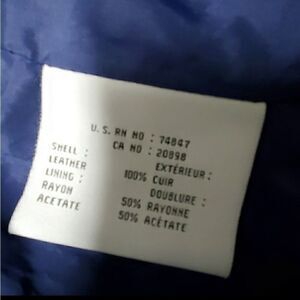 U.S. RN NO : 74847
CA NO : 20898
SHELL : EXTÉRIEUR :
LEATHER 100% CUIR
LINING : DOUBLURE :
RAYON 50% RAYONNE
ACETATE 50% ACÉTATE